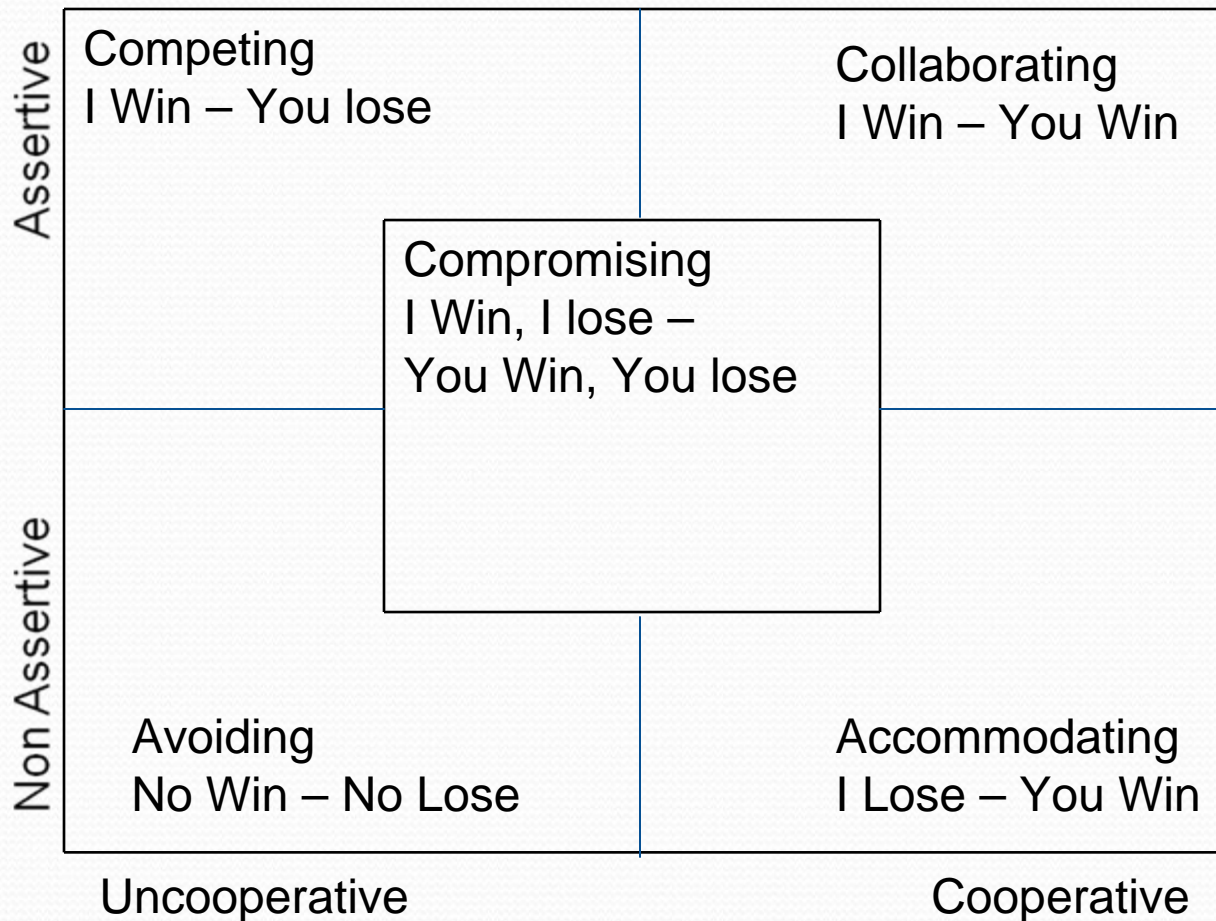 Assertive
Competing
I Win – You lose
Collaborating
I Win – You Win
Compromising
I Win, I lose –
You Win, You lose
Non Assertive
Avoiding
No Win – No Lose
Accommodating
I Lose – You Win
Uncooperative
Cooperative